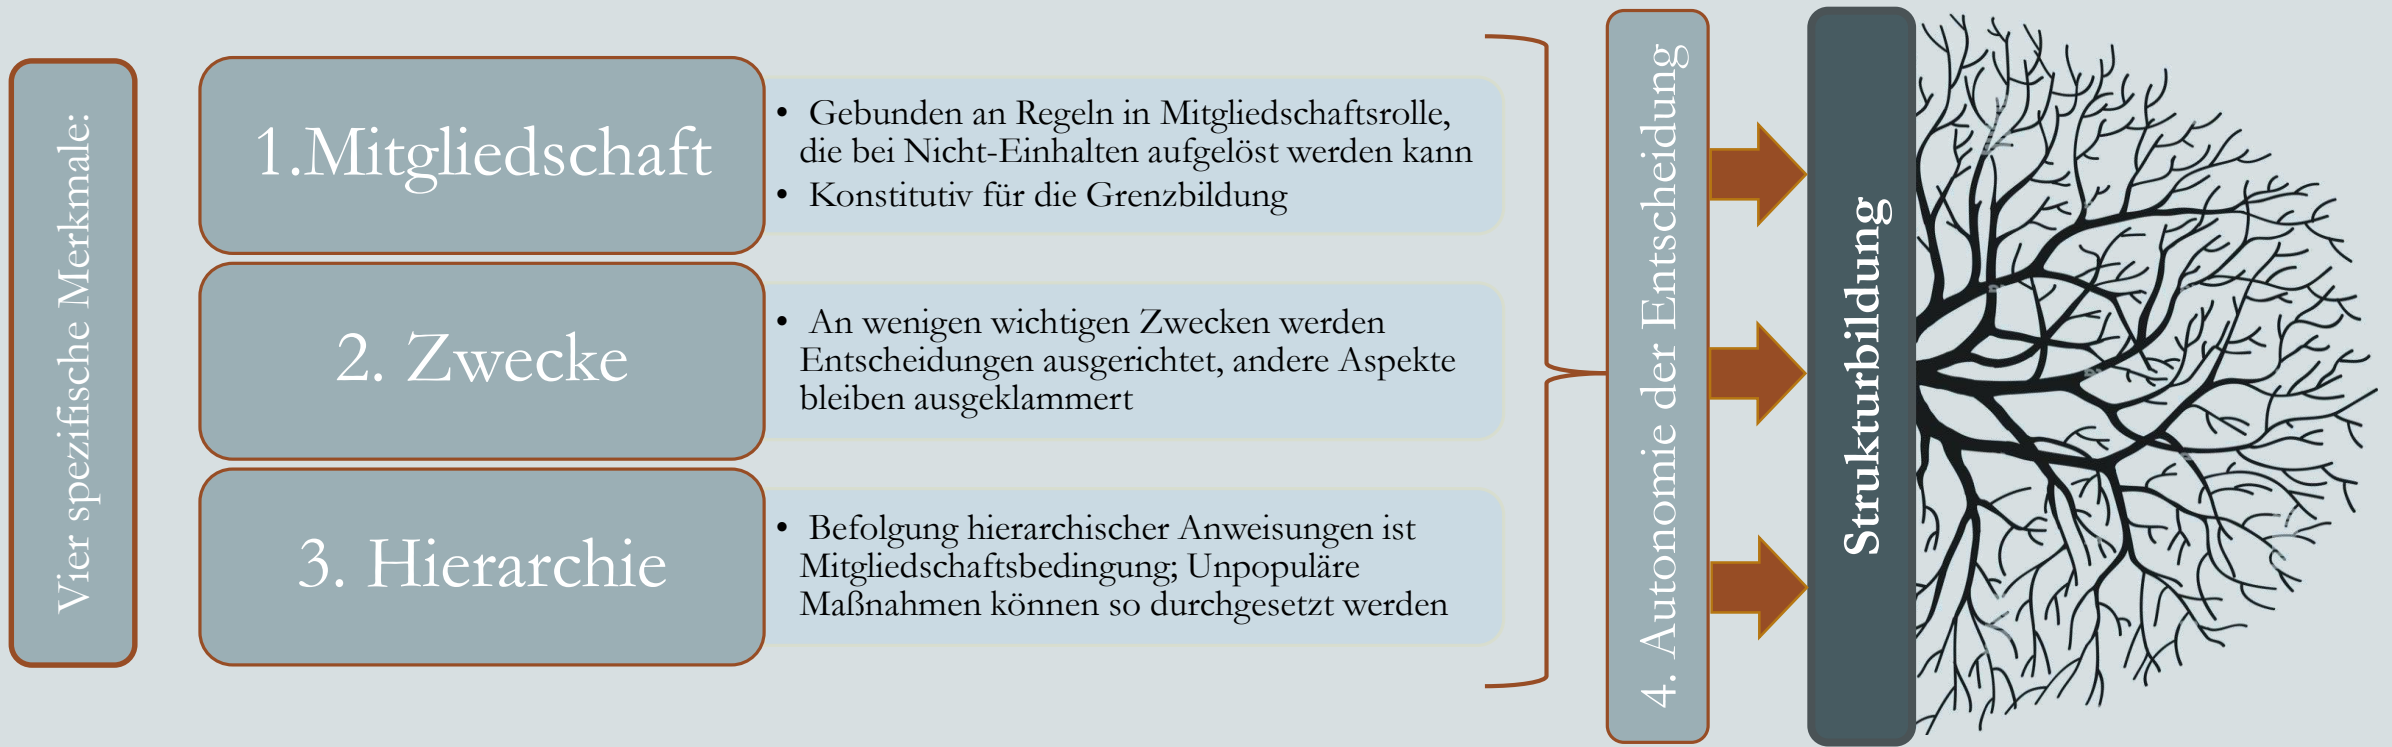 Vier spezifische Merkmale:
1.Mitgliedschaft
• Gebunden an Regeln in Mitgliedschaftsrolle,
die bei Nicht-Einhalten aufgelöst werden kann
• Konstitutiv für die Grenzbildung
2. Zwecke
• An wenigen wichtigen Zwecken werden
Entscheidungen ausgerichtet, andere Aspekte
bleiben ausgeklammert
3. Hierarchie
• Befolgung hierarchischer Anweisungen ist
Mitgliedschaftsbedingung; Unpopuläre
Maßnahmen können so durchgesetzt werden
4. Autonomie der Entscheidung
Strukturbildung